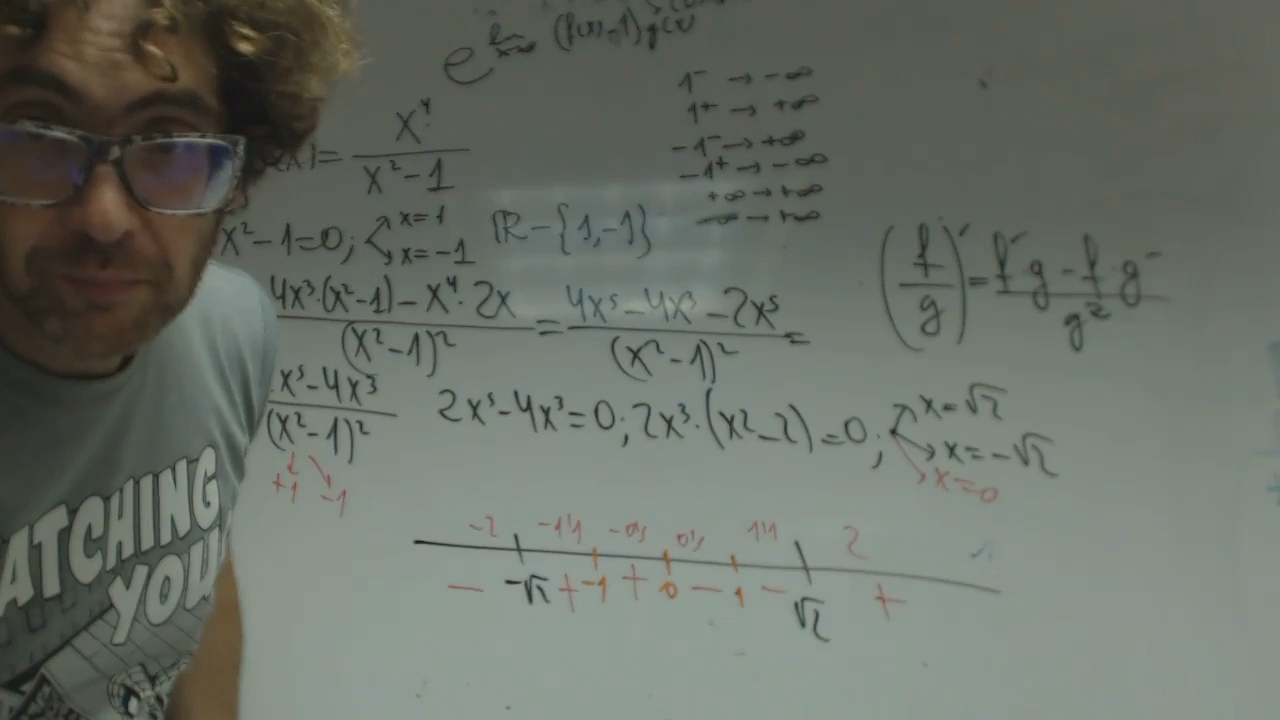 e^{lim x→∞ (f(x)-1)g(x)}
1⁻ → -∞
1⁺ → +∞
-1⁻ → +∞
-1⁺ → -∞
+∞ → +∞
-∞ → +∞
(x)= x⁴ / x²-1
x²-1=0; x=1 x=-1 ℝ-{1,-1}
4x³·(x²-1)-x⁴·2x / (x²-1)² = 4x⁵-4x³-2x⁵ / (x²-1)² =
(f/g)' = f'·g-f·g' / g²
x⁵-4x³ / (x²-1)²
+1 -1
2x⁵-4x³=0; 2x³·(x²-2)=0; x=√2 x=-√2 x=0
-2 -1'1 -0'5 0'5 1'1 2
- -√2 + -1 + 0 - 1 - √2 +
ATCHING
YOU